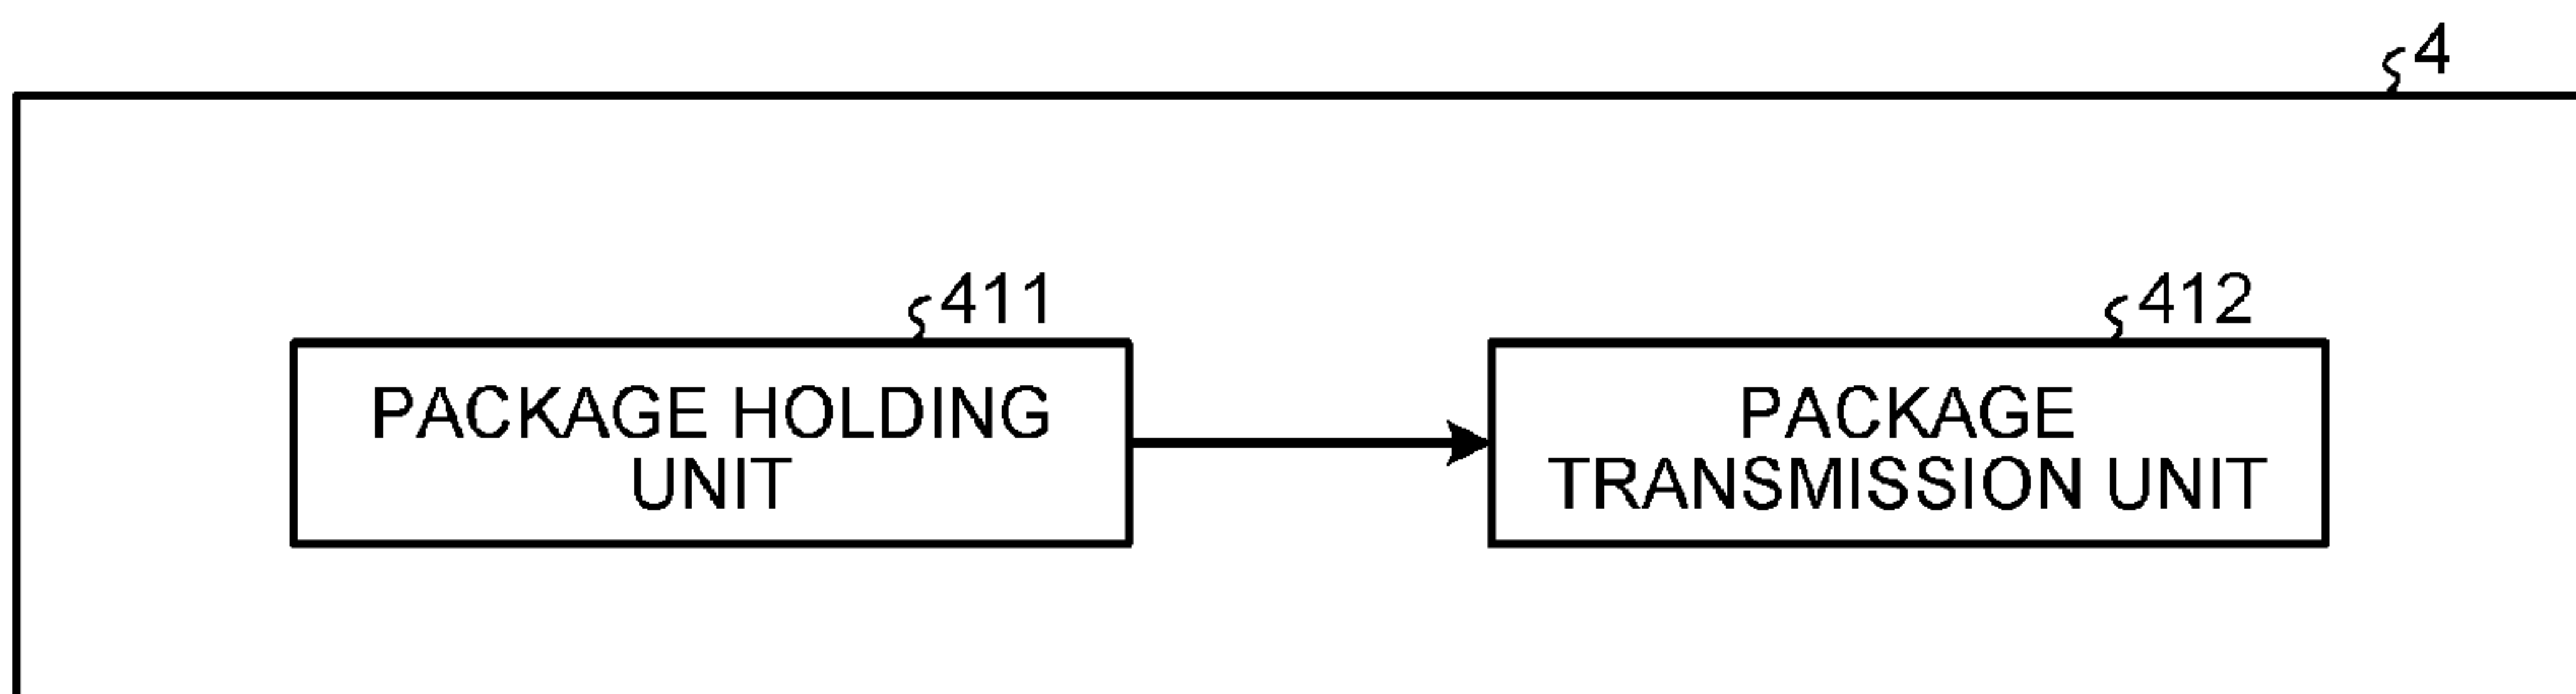 4
411
412
PACKAGE HOLDING
UNIT
PACKAGE
TRANSMISSION UNIT